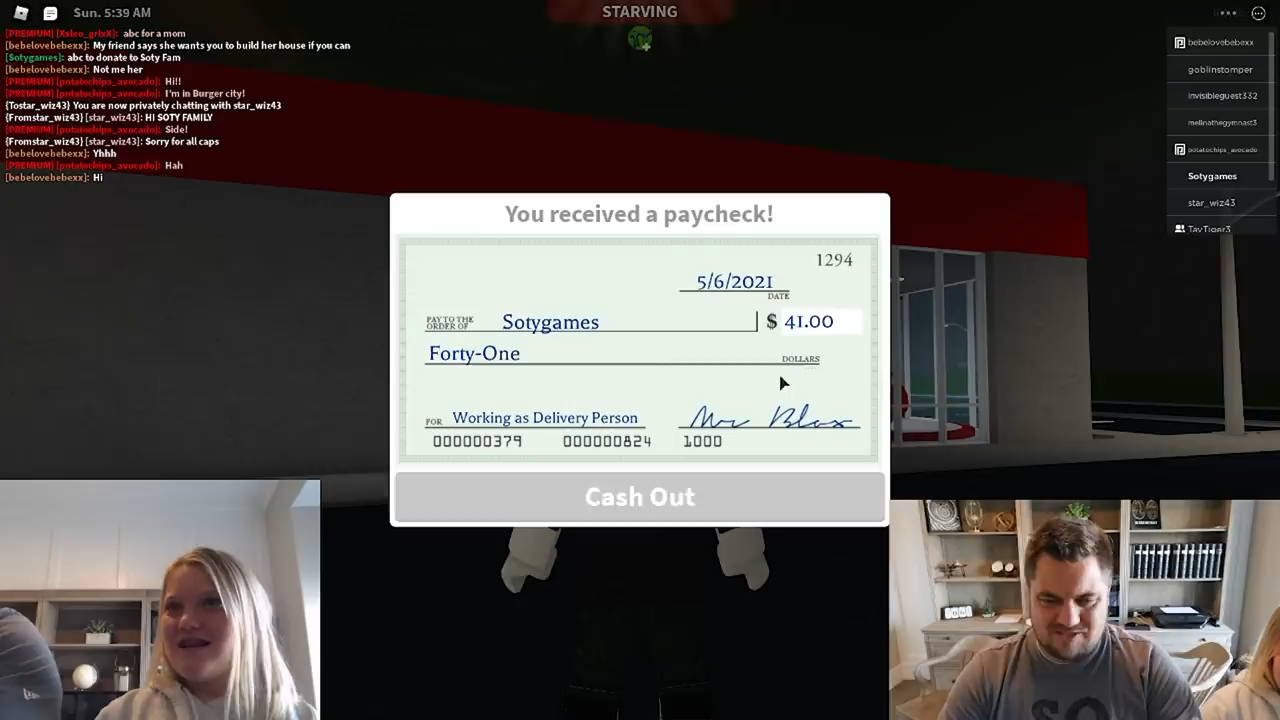 Sun. 5:39 AM
STARVING
[PREMIUM] [Xxleo_grlxX]: abc for a mom
[bebelovebebexx]: My friend says she wants you to build her house if you can
[Sotygames]: abc to donate to Soty Fam
[bebelovebebexx]: Not me her
[PREMIUM] [potatochips_avocado]: Hi!!
[PREMIUM] [potatochips_avocado]: I'm in Burger city!
{Tostar_wiz43} You are now privately chatting with star_wiz43
{Fromstar_wiz43} [star_wiz43]: HI SOTY FAMILY
[PREMIUM] [potatochips_avocado]: Side!
{Fromstar_wiz43} [star_wiz43]: Sorry for all caps
[bebelovebebexx]: Yhhh
[PREMIUM] [potatochips_avocado]: Hah
[bebelovebebexx]: Hi
bebelovebebexx
goblinstomper
invisibleguest332
melinathegymnast3
potatochips_avocado
Sotygames
star_wiz43
TavTiger3
You received a paycheck!
1294
5/6/2021
DATE
PAY TO THE ORDER OF Sotygames $ 41.00
Forty-One DOLLARS
FOR Working as Delivery Person Mr Blox
000000379 000000824 1000
Cash Out